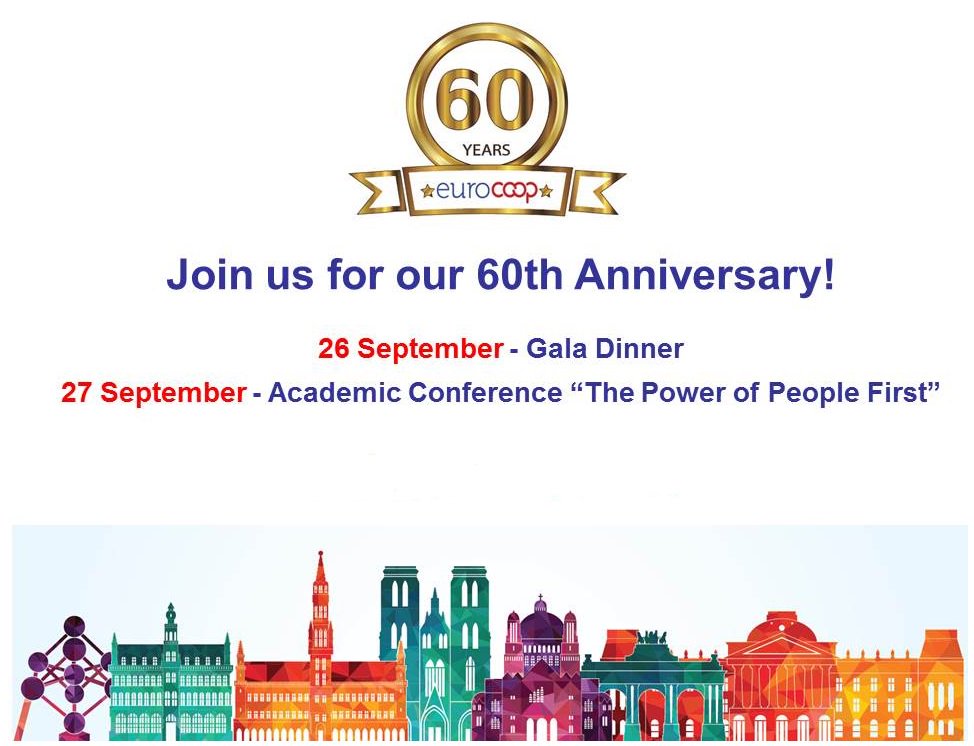 60
YEARS
eurocoop
Join us for our 60th Anniversary!
26 September - Gala Dinner
27 September - Academic Conference “The Power of People First”